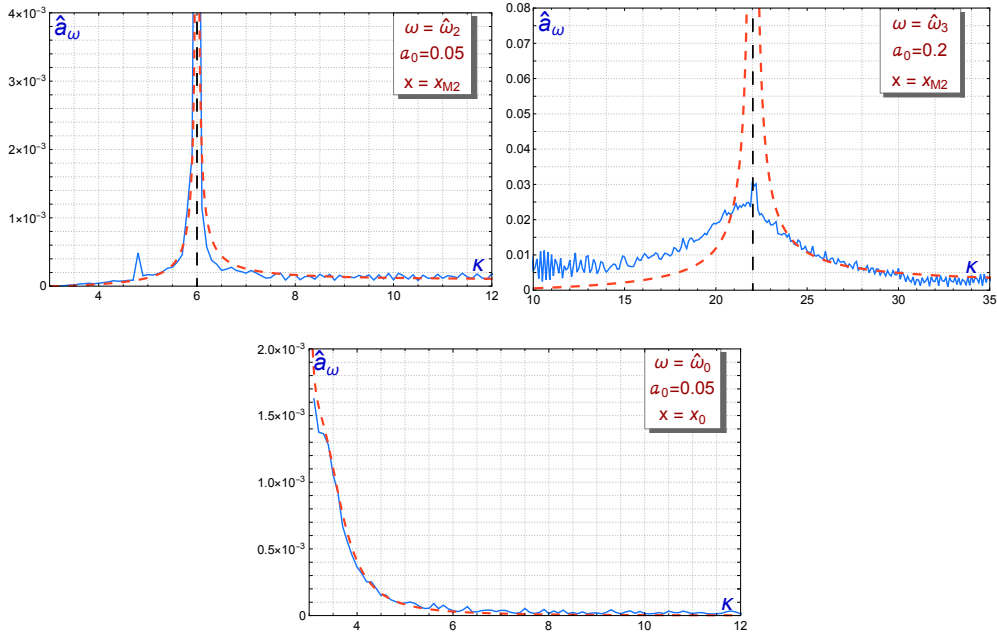 4.×10⁻³
â_ω
ω = ω̂₂
a₀=0.05
x = x_M2
2.×10⁻³
1.×10⁻³
0
κ
4 6 8 10 12
0.08
â_ω
ω = ω̂₃
a₀=0.2
x = x_M2
0.07
0.06
0.05
0.04
0.03
0.02
0.01
0
κ
10 15 20 25 30 35
2.0×10⁻³
â_ω
ω = ω̂₀
a₀=0.05
x = x₀
1.5×10⁻³
1.0×10⁻³
0.5×10⁻³
0
κ
4 6 8 10 12